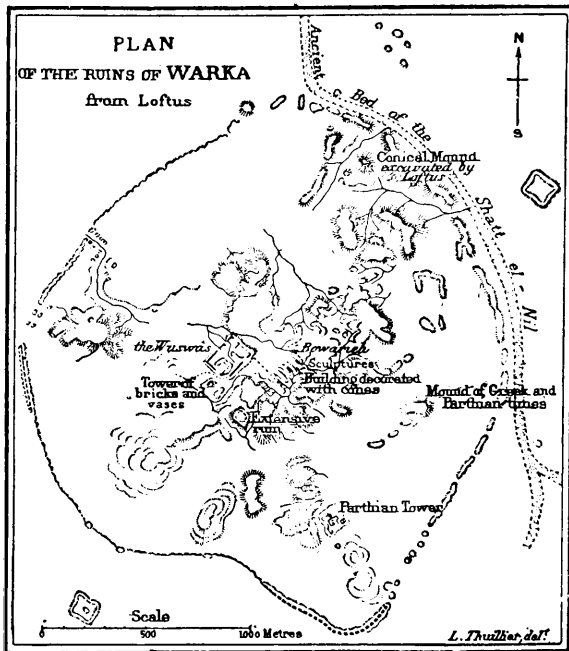 PLAN
OF THE RUINS OF WARKA
from Loftus
N
S
Ancient Bed of the Shatt el-Nil
Conical Mound
excavated by
Loftus
the Wuswas
Bowarieh
Sculptures
Building decorated
with cones
Tower of
bricks and
vases
Extensive
ruin
Mound of Greek and
Parthian times
Parthian Tower
Scale
0 500 1000 Metres
L. Thuillier, delt.